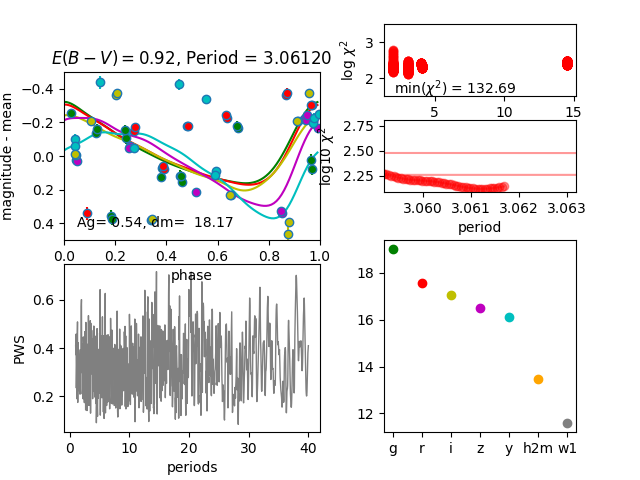 E(B − V) = 0.92, Period = 3.06120
magnitude - mean
−0.4
−0.2
0.0
0.2
0.4
Ag= 0.54, dm= 18.17
0.0 0.2 0.4 0.6 0.8 1.0
phase
log χ²
3
2
min(χ²) = 132.69
5 10 15
log10 χ²
2.75
2.50
2.25
3.060 3.061 3.062 3.063
period
PWS
0.6
0.4
0.2
0 10 20 30 40
periods
18
16
14
12
g r i z y h2m w1